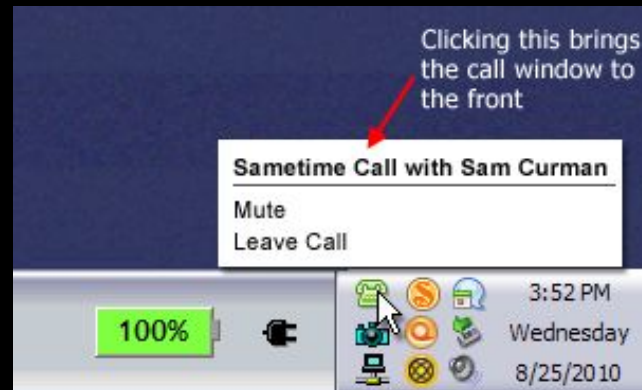 Clicking this brings
the call window to
the front
Sametime Call with Sam Curman
Mute
Leave Call
100%
3:52 PM
Wednesday
8/25/2010